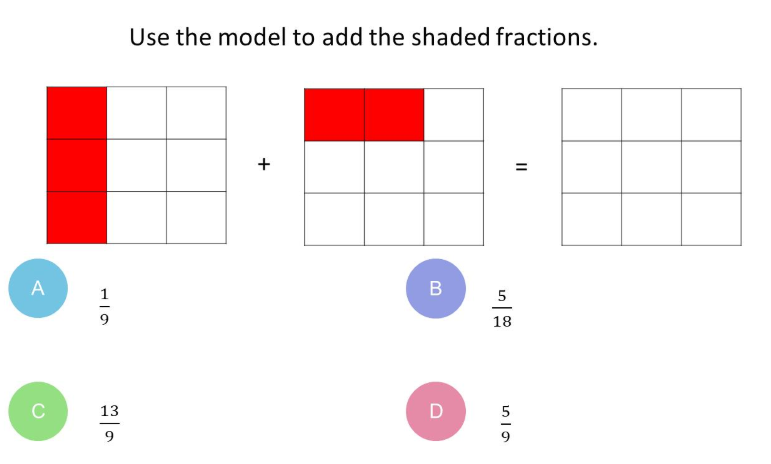 Use the model to add the shaded fractions.
+ =
A 1/9
B 5/18
C 13/9
D 5/9